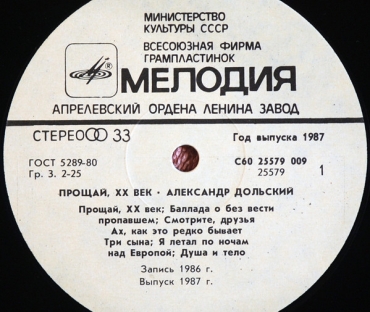 МИНИСТЕРСТВО
КУЛЬТУРЫ СССР
ВСЕСОЮЗНАЯ ФИРМА
ГРАМПЛАСТИНОК
МЕЛОДИЯ
АПРЕЛЕВСКИЙ ОРДЕНА ЛЕНИНА ЗАВОД
СТЕРЕО 33
Год выпуска 1987
ГОСТ 5289-80
Гр. 3. 2-25
С60 25579 009
25579
1
ПРОЩАЙ, XX ВЕК · АЛЕКСАНДР ДОЛЬСКИЙ
Прощай, XX век; Баллада о без вести
пропавшем; Смотрите, друзья
Ах, как это редко бывает
Три сына; Я летал по ночам
над Европой; Душа и тело
Запись 1986 г.
Выпуск 1987 г.